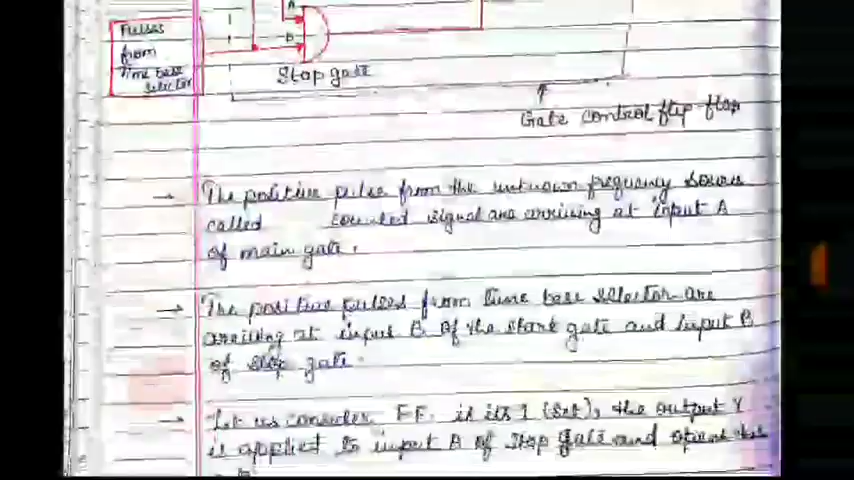 A
Pulses
from
Time base
selector
B
Stop gate
Gate control flip-flop
→ The positive pulse from the unknown frequency source
called counted signal are arriving at input A
of main gate.
→ The positive pulses from time base selector are
arriving at input B of the start gate and input B
of stop gate.
→ Let us consider FF. is its 1 (set), the output Y
is applied to input A of stop gate and opens the